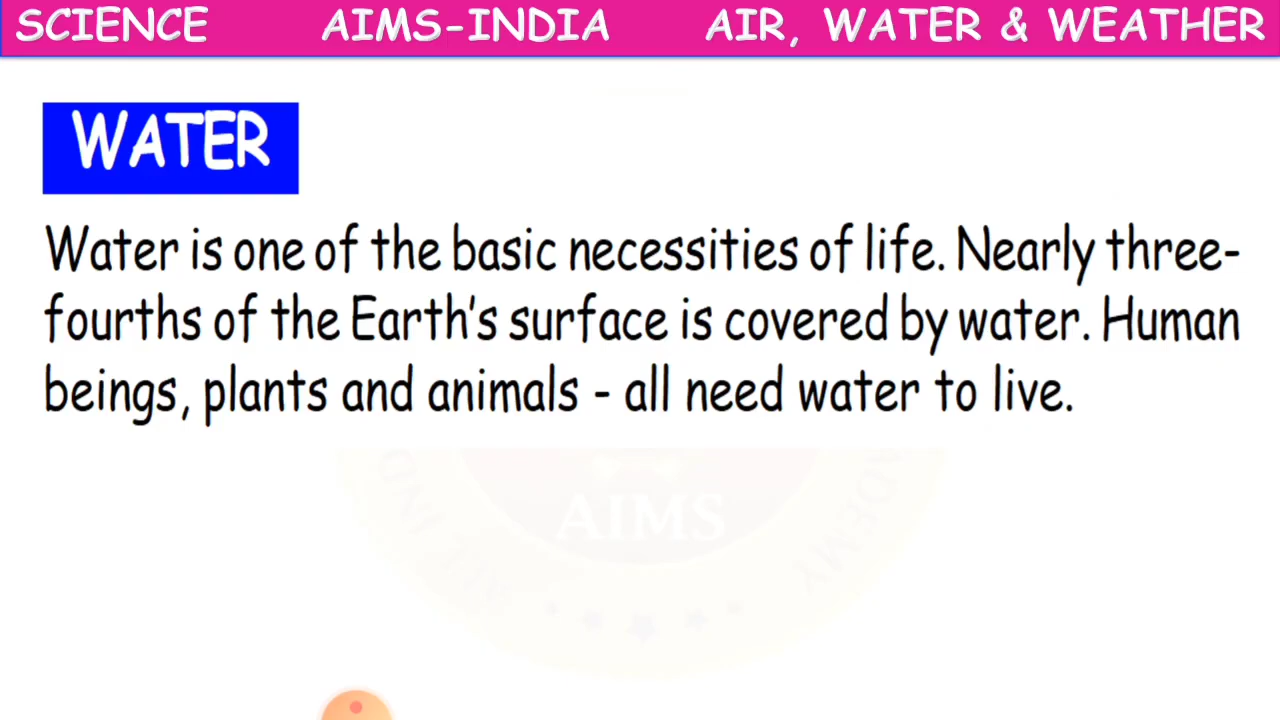 SCIENCE AIMS-INDIA AIR, WATER & WEATHER
WATER
Water is one of the basic necessities of life. Nearly three-
fourths of the Earth's surface is covered by water. Human
beings, plants and animals - all need water to live.
AIMS